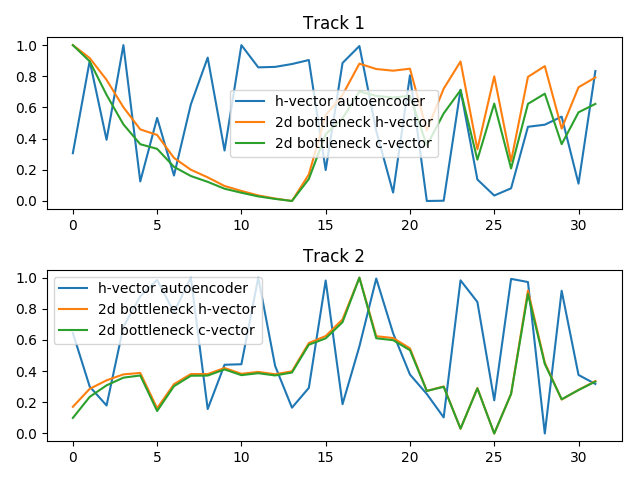 Track 1
1.0
0.8
0.6
0.4
0.2
0.0
h-vector autoencoder
2d bottleneck h-vector
2d bottleneck c-vector
0 5 10 15 20 25 30
Track 2
1.0
0.8
0.6
0.4
0.2
0.0
h-vector autoencoder
2d bottleneck h-vector
2d bottleneck c-vector
0 5 10 15 20 25 30